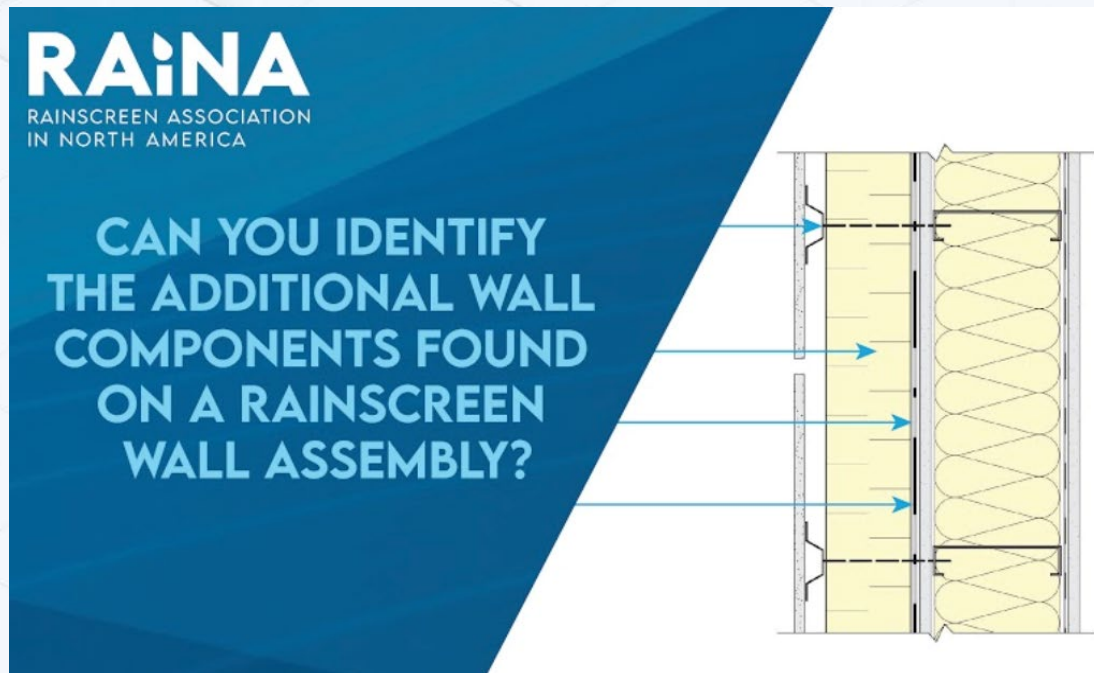 RAiNA
RAINSCREEN ASSOCIATION
IN NORTH AMERICA
CAN YOU IDENTIFY
THE ADDITIONAL WALL
COMPONENTS FOUND
ON A RAINSCREEN
WALL ASSEMBLY?